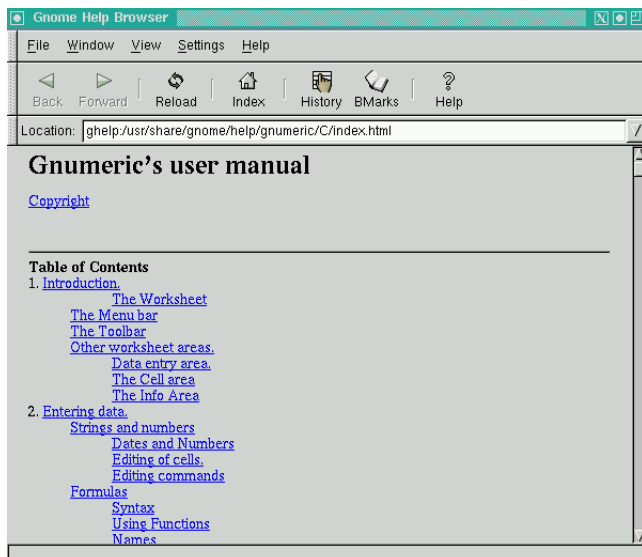 Gnome Help Browser
File Window View Settings Help
Back Forward Reload Index History BMarks Help
Location: ghelp:/usr/share/gnome/help/gnumeric/C/index.html
Gnumeric's user manual
Copyright
Table of Contents
1. Introduction.
The Worksheet
The Menu bar
The Toolbar
Other worksheet areas.
Data entry area.
The Cell area
The Info Area
2. Entering data.
Strings and numbers
Dates and Numbers
Editing of cells.
Editing commands
Formulas
Syntax
Using Functions
Names